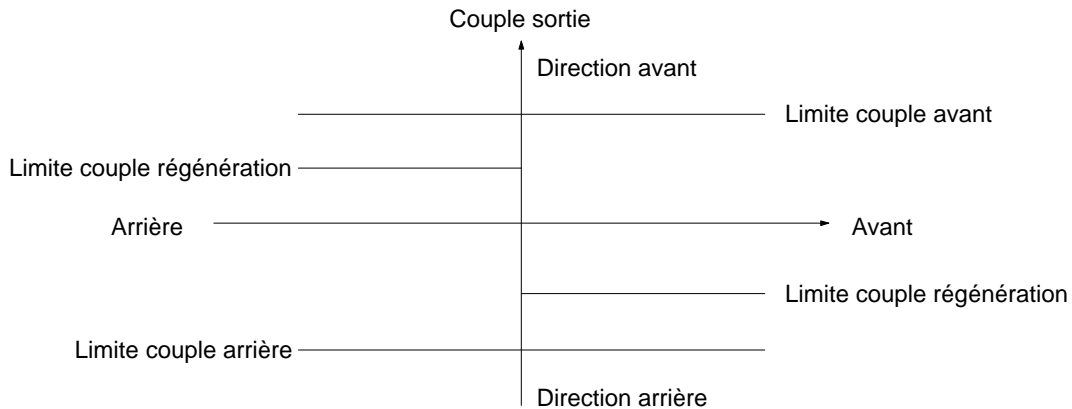 Couple sortie
Direction avant
Limite couple avant
Limite couple régénération
Arrière
Avant
Limite couple régénération
Limite couple arrière
Direction arrière